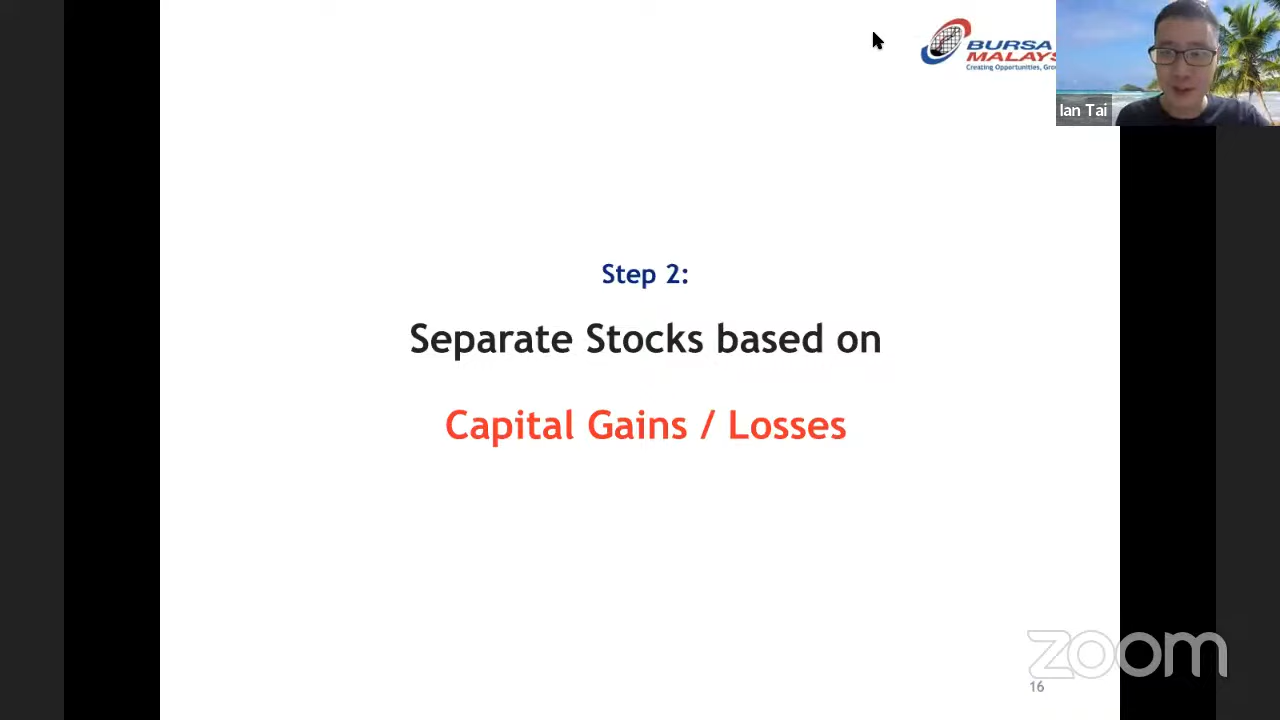 BURSA
MALAYS
Creating Opportunities, Gro
Ian Tai
Step 2:
Separate Stocks based on
Capital Gains / Losses
zoom
16